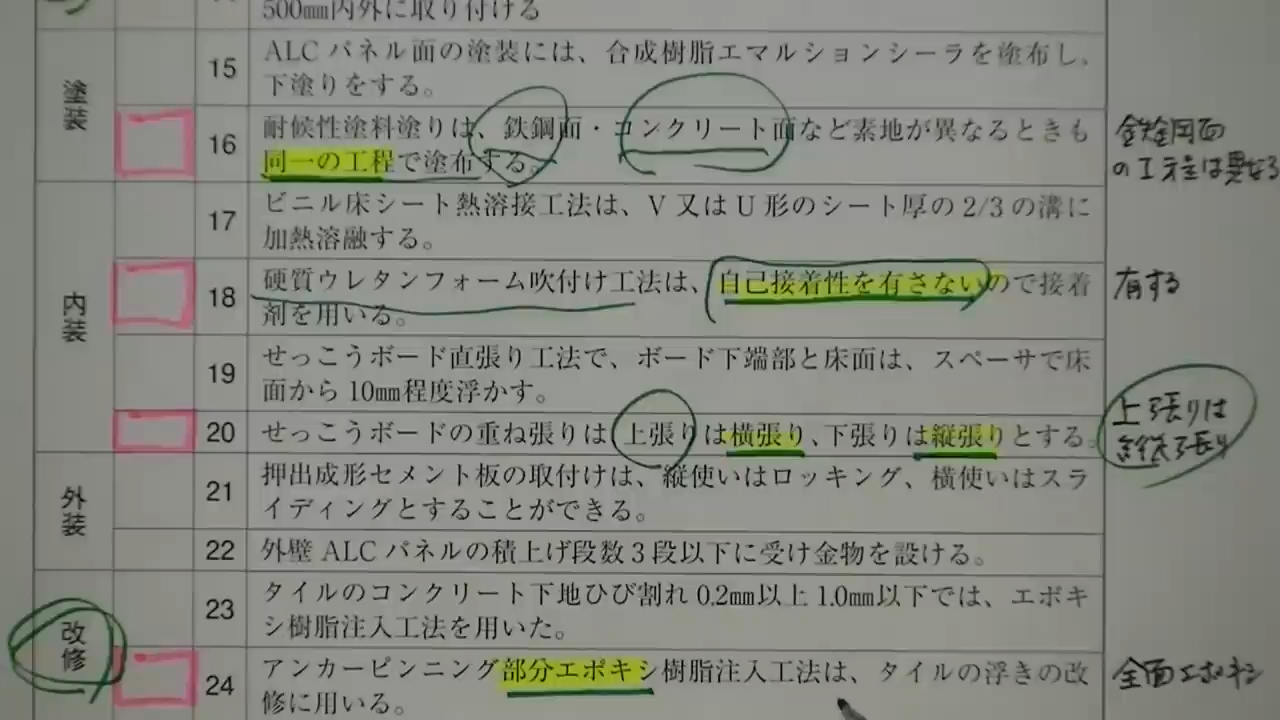 500㎜内外に取り付ける
塗装
15
ALC パネル面の塗装には、合成樹脂エマルションシーラを塗布し、
下塗りをする。
16
耐候性塗料塗りは、鉄鋼面・コンクリート面など素地が異なるときも
同一の工程で塗布する。
鉄鋼面
の工程は異なる
内装
17
ビニル床シート熱溶接工法は、V 又は U 形のシート厚の 2/3 の溝に
加熱溶融する。
18
硬質ウレタンフォーム吹付け工法は、自己接着性を有さないので接着
剤を用いる。
有する
19
せっこうボード直張り工法で、ボード下端部と床面は、スペーサで床
面から 10㎜程度浮かす。
20
せっこうボードの重ね張りは上張りは横張り、下張りは縦張りとする。
上張りは
縦張り
外装
21
押出成形セメント板の取付けは、縦使いはロッキング、横使いはスラ
イディングとすることができる。
22
外壁 ALC パネルの積上げ段数 3 段以下に受け金物を設ける。
改修
23
タイルのコンクリート下地ひび割れ 0.2㎜以上 1.0㎜以下では、エポキ
シ樹脂注入工法を用いた。
24
アンカーピンニング部分エポキシ樹脂注入工法は、タイルの浮きの改
修に用いる。
全面エポキシ